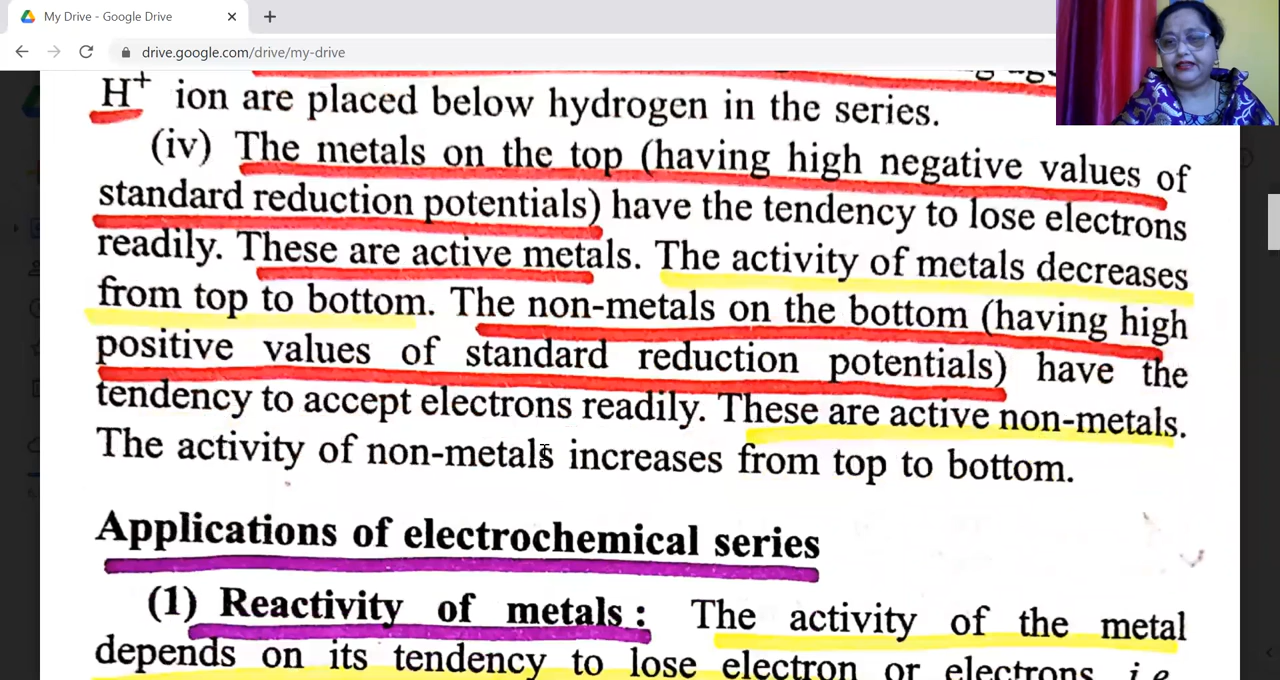 My Drive - Google Drive
drive.google.com/drive/my-drive
H+ ion are placed below hydrogen in the series.
(iv) The metals on the top (having high negative values of
standard reduction potentials) have the tendency to lose electrons
readily. These are active metals. The activity of metals decreases
from top to bottom. The non-metals on the bottom (having high
positive values of standard reduction potentials) have the
tendency to accept electrons readily. These are active non-metals.
The activity of non-metals increases from top to bottom.
Applications of electrochemical series
(1) Reactivity of metals : The activity of the metal
depends on its tendency to lose electron or electrons, i.e.